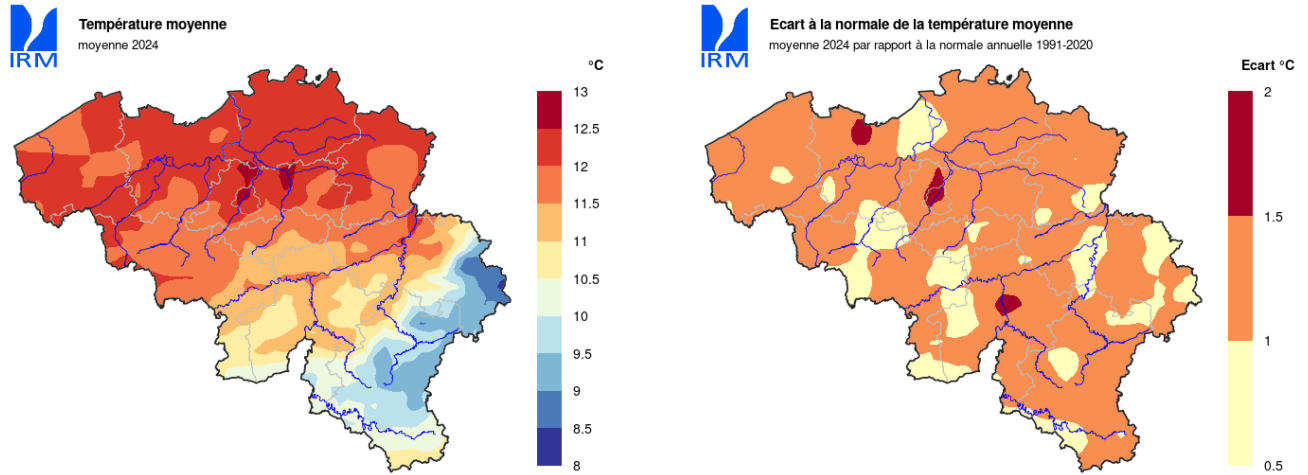 IRM
Température moyenne
moyenne 2024
°C
13
12.5
12
11.5
11
10.5
10
9.5
9
8.5
8
IRM
Ecart à la normale de la température moyenne
moyenne 2024 par rapport à la normale annuelle 1991-2020
Ecart °C
2
1.5
1
0.5